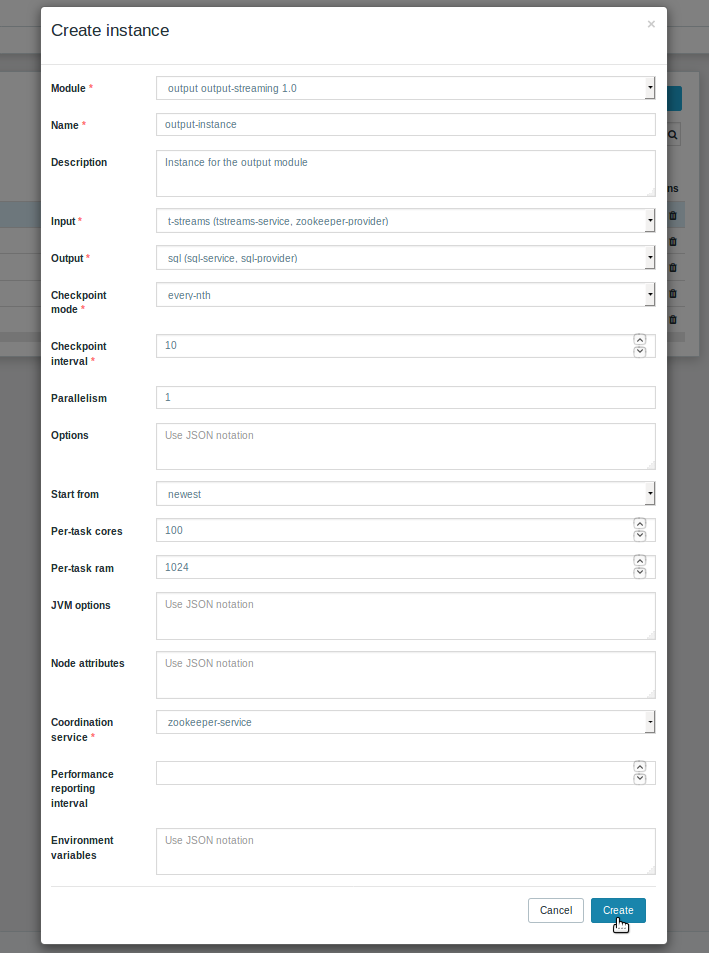 Create instance ×
Module * output output-streaming 1.0
Name * output-instance
Description Instance for the output module
ns
Input * t-streams (tstreams-service, zookeeper-provider)
Output * sql (sql-service, sql-provider)
Checkpoint every-nth
mode *
Checkpoint 10
interval *
Parallelism 1
Options Use JSON notation
Start from newest
Per-task cores 100
Per-task ram 1024
JVM options Use JSON notation
Node attributes Use JSON notation
Coordination zookeeper-service
service *
Performance
reporting
interval
Environment Use JSON notation
variables
Cancel Create